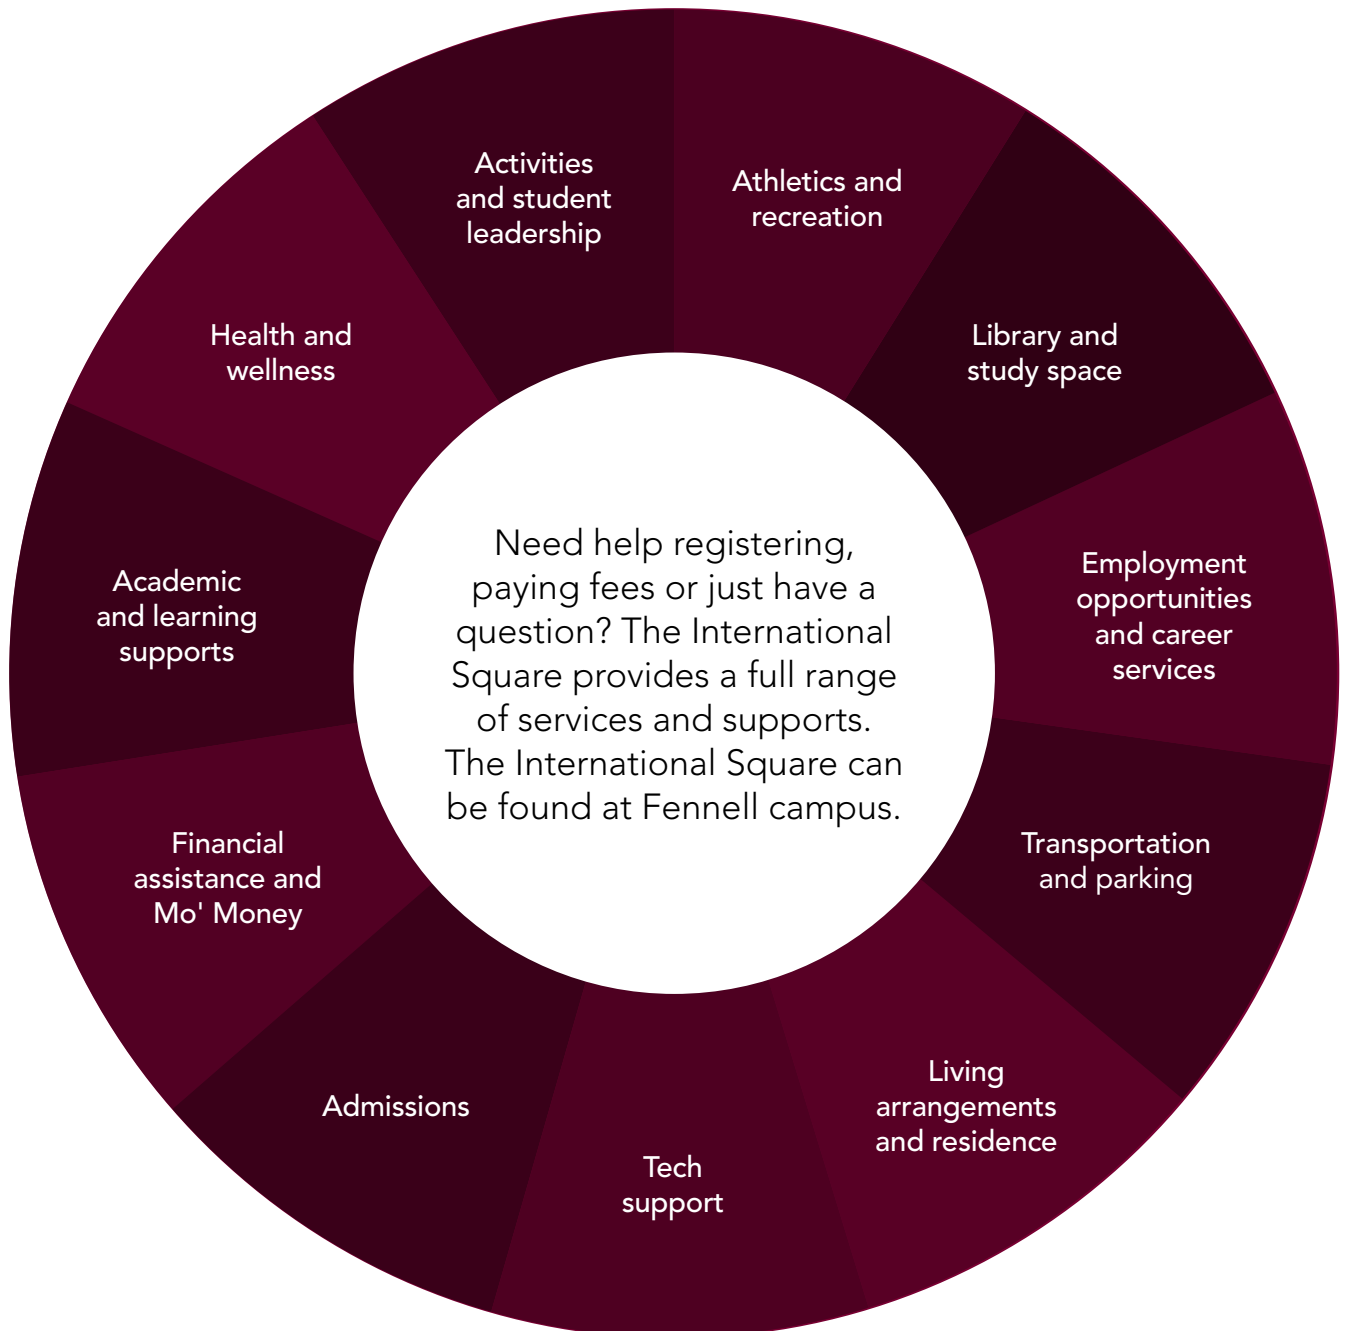 Activities
and student
leadership
Athletics and
recreation
Library and
study space
Employment
opportunities
and career
services
Transportation
and parking
Living
arrangements
and residence
Tech
support
Admissions
Financial
assistance and
Mo' Money
Academic
and learning
supports
Health and
wellness
Need help registering,
paying fees or just have a
question? The International
Square provides a full range
of services and supports.
The International Square can
be found at Fennell campus.